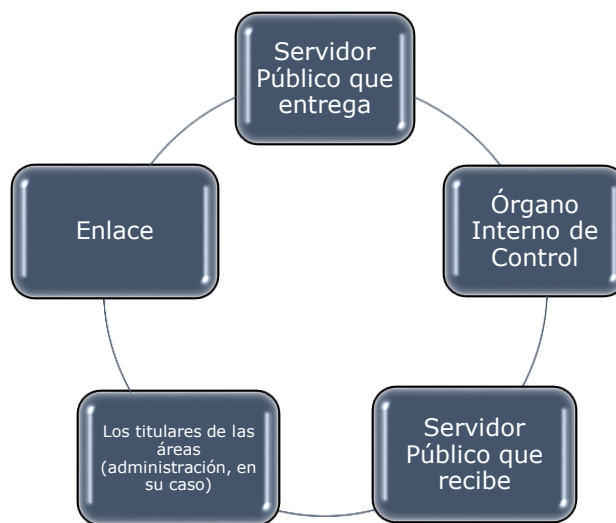 Servidor
Público que
entrega
Órgano
Interno de
Control
Servidor
Público que
recibe
Los titulares de las
áreas
(administración, en
su caso)
Enlace